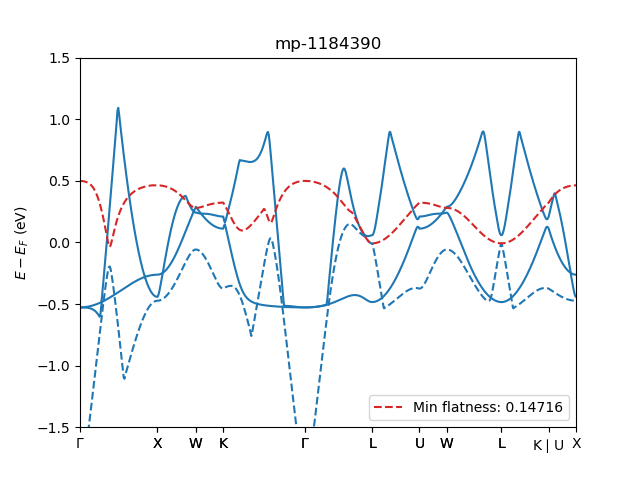 mp-1184390
E − E_F (eV)
1.5
1.0
0.5
0.0
−0.5
−1.0
−1.5
Min flatness: 0.14716
Γ X W K Γ L U W L K | U X